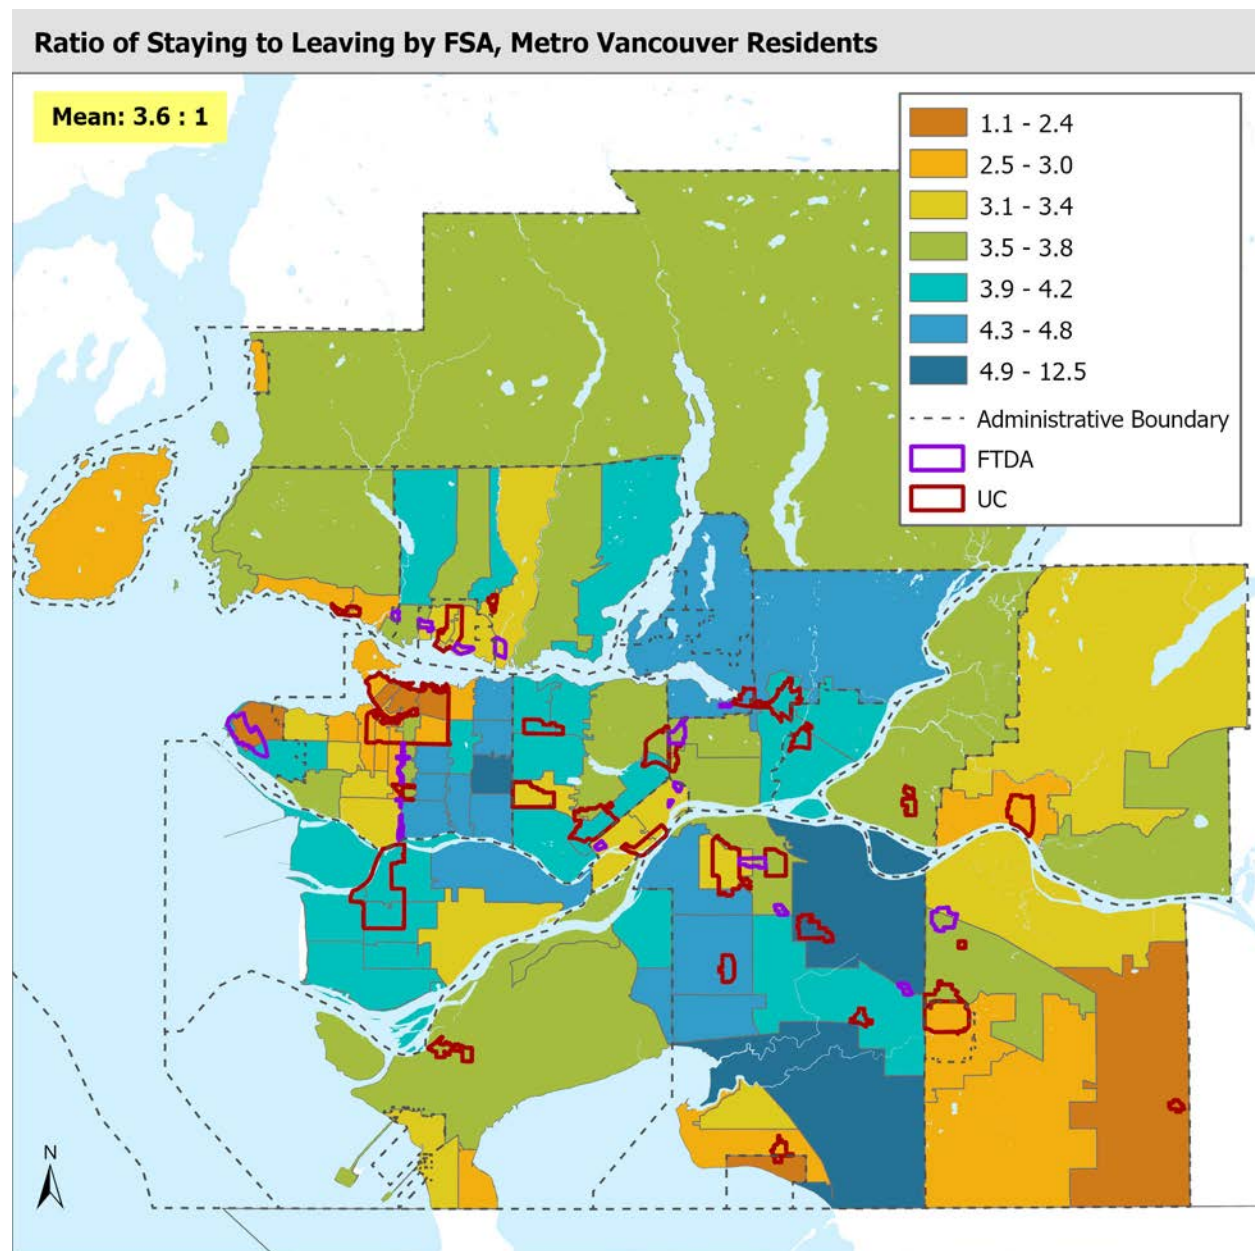 Ratio of Staying to Leaving by FSA, Metro Vancouver Residents
Mean: 3.6 : 1
1.1 - 2.4
2.5 - 3.0
3.1 - 3.4
3.5 - 3.8
3.9 - 4.2
4.3 - 4.8
4.9 - 12.5
Administrative Boundary
FTDA
UC
N